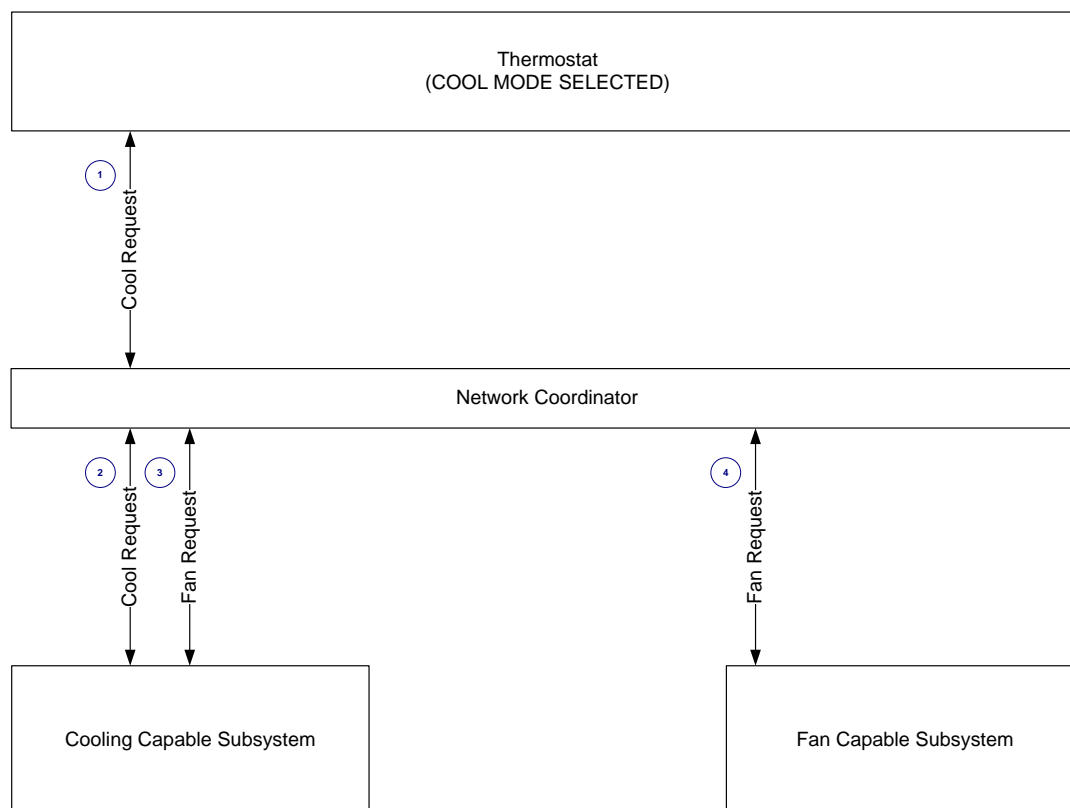 Thermostat
(COOL MODE SELECTED)
1
Cool Request
Network Coordinator
2
Cool Request
3
Fan Request
4
Fan Request
Cooling Capable Subsystem
Fan Capable Subsystem